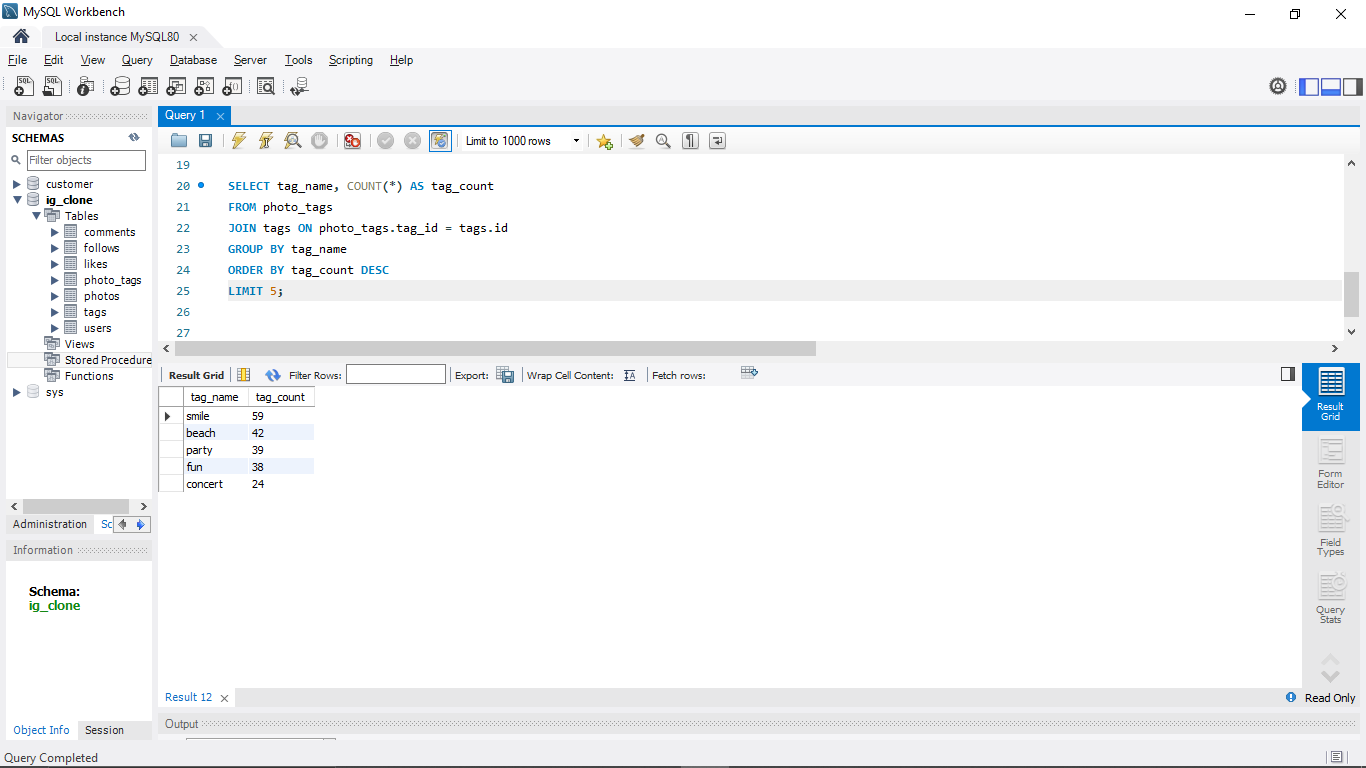 MySQL Workbench
Local instance MySQL80
File Edit View Query Database Server Tools Scripting Help
Navigator
SCHEMAS
Filter objects
customer
ig_clone
Tables
comments
follows
likes
photo_tags
photos
tags
users
Views
Stored Procedure
Functions
sys
Administration Sc
Information
Schema:
ig_clone
Object Info Session
Query 1
Limit to 1000 rows
19
20 SELECT tag_name, COUNT(*) AS tag_count
21 FROM photo_tags
22 JOIN tags ON photo_tags.tag_id = tags.id
23 GROUP BY tag_name
24 ORDER BY tag_count DESC
25 LIMIT 5;
26
27
Result Grid Filter Rows: Export: Wrap Cell Content: IA Fetch rows:
tag_name tag_count
smile 59
beach 42
party 39
fun 38
concert 24
Result
Grid
Form
Editor
Field
Types
Query
Stats
Result 12
Read Only
Output
Query Completed